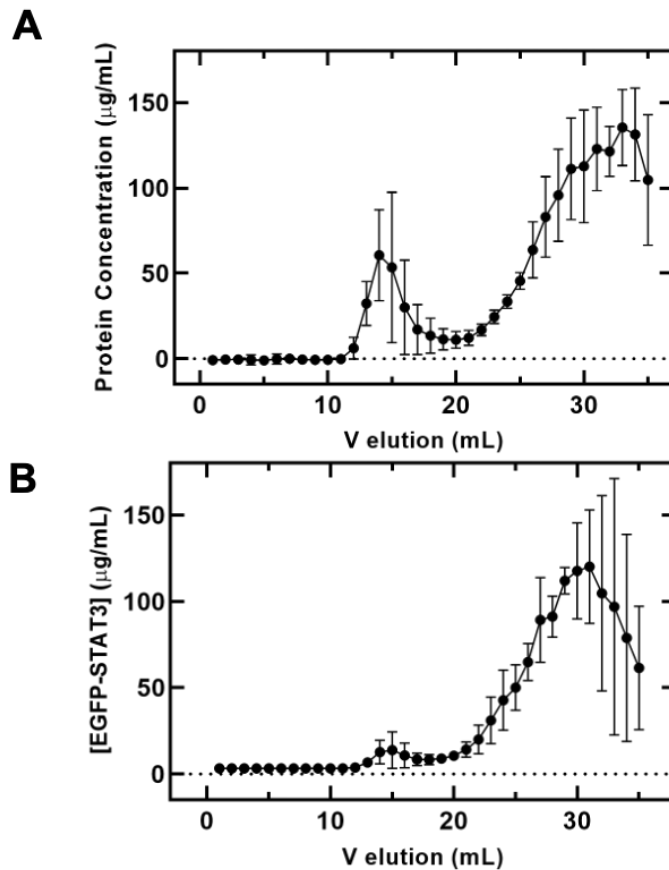 A
Protein Concentration (μg/mL)
150
100
50
0
0 10 20 30
V elution (mL)
B
[EGFP-STAT3] (μg/mL)
150
100
50
0
0 10 20 30
V elution (mL)